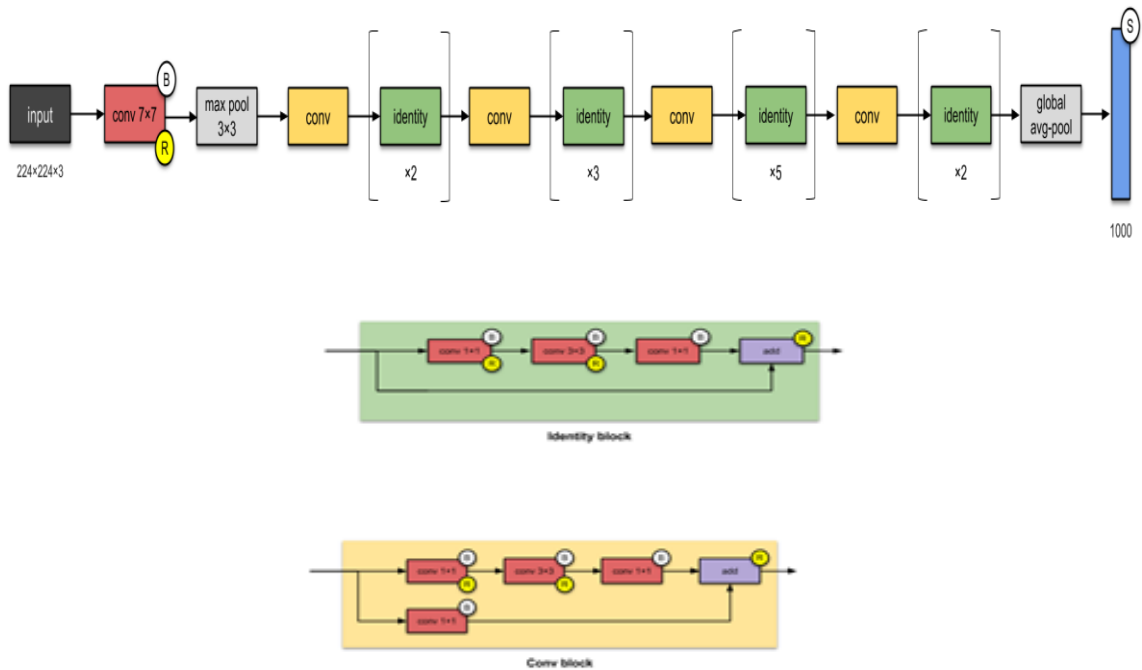 input
224×224×3
conv 7×7
B
R
max pool
3×3
conv
identity
×2
conv
identity
×3
conv
identity
×5
conv
identity
×2
global
avg-pool
S
1000
conv 1×1
B
R
conv 3×3
B
R
conv 1×1
B
add
R
Identity block
conv 1×1
B
R
conv 3×3
B
R
conv 1×1
B
add
R
conv 1×1
B
Conv block